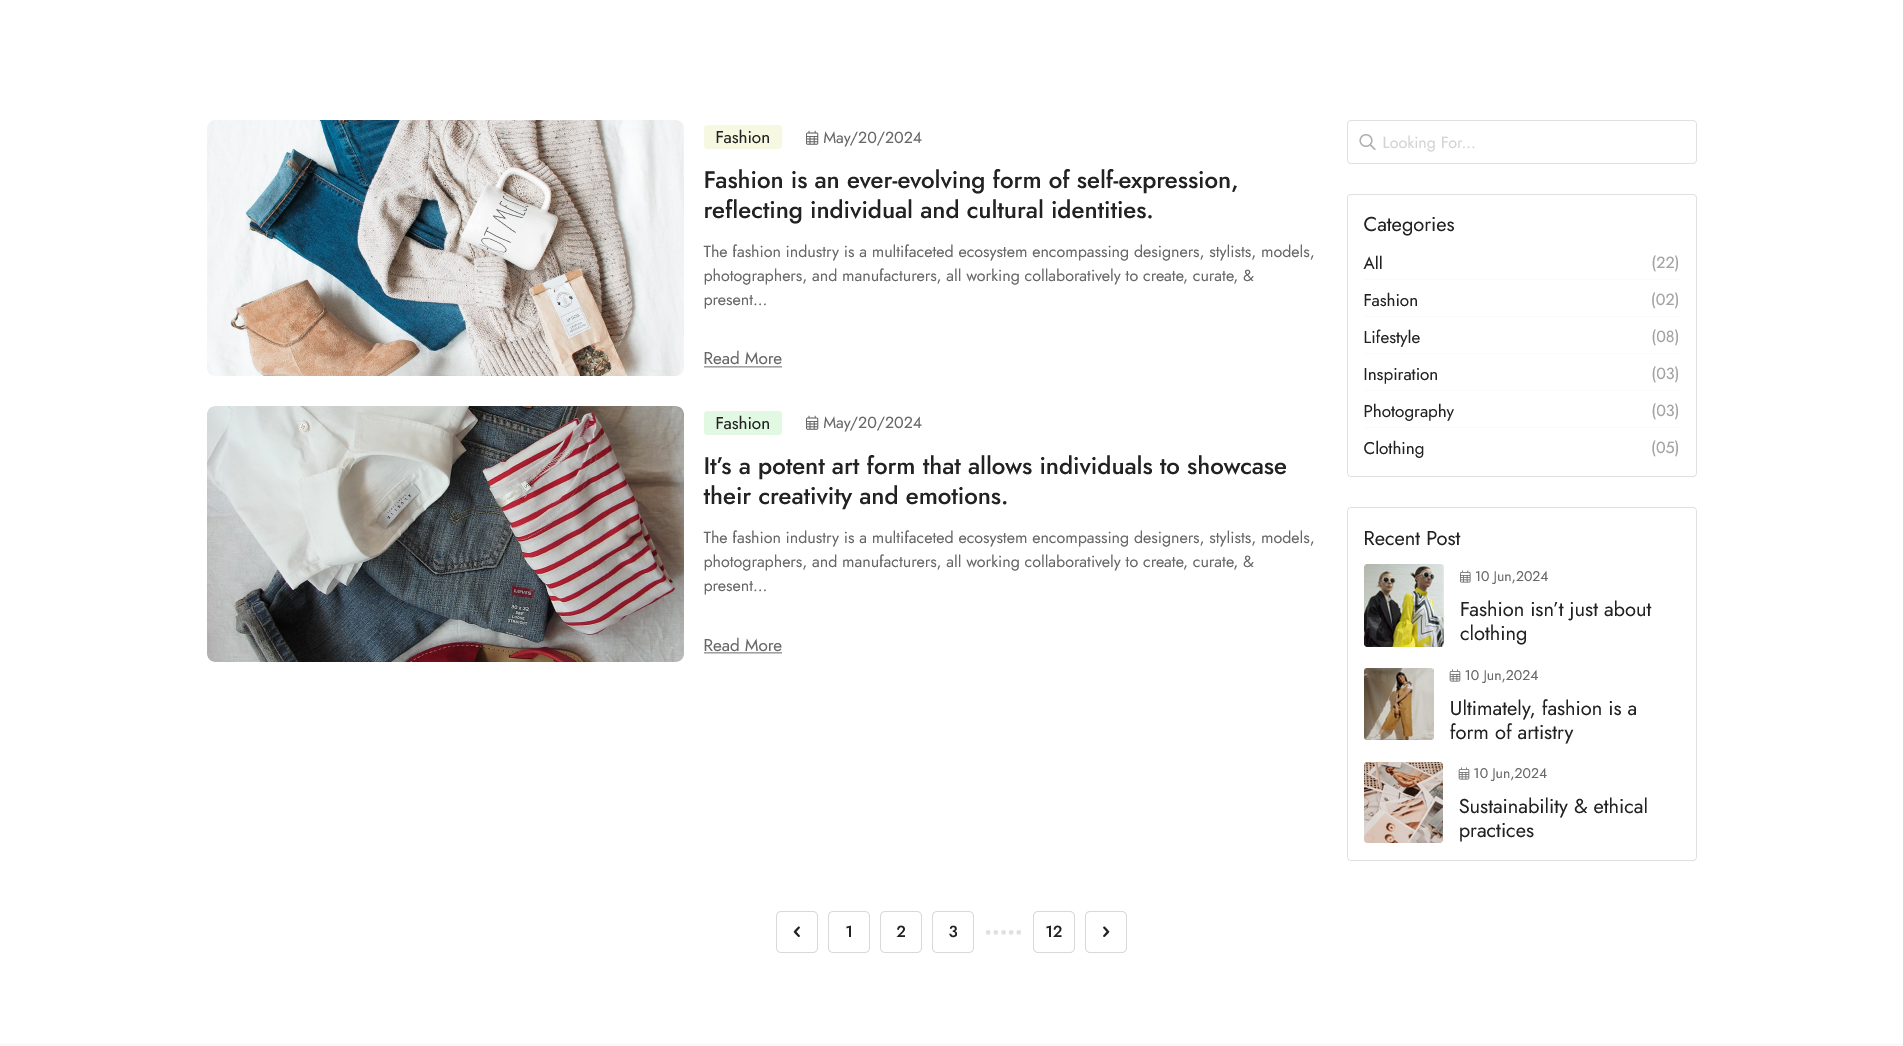 Fashion
May/20/2024
Fashion is an ever-evolving form of self-expression,
reflecting individual and cultural identities.
The fashion industry is a multifaceted ecosystem encompassing designers, stylists, models,
photographers, and manufacturers, all working collaboratively to create, curate, &
present...
Read More
Fashion
May/20/2024
It’s a potent art form that allows individuals to showcase
their creativity and emotions.
The fashion industry is a multifaceted ecosystem encompassing designers, stylists, models,
photographers, and manufacturers, all working collaboratively to create, curate, &
present...
Read More
Looking For...
Categories
All (22)
Fashion (02)
Lifestyle (08)
Inspiration (03)
Photography (03)
Clothing (05)
Recent Post
10 Jun,2024
Fashion isn’t just about
clothing
10 Jun,2024
Ultimately, fashion is a
form of artistry
10 Jun,2024
Sustainability & ethical
practices
1 2 3 12